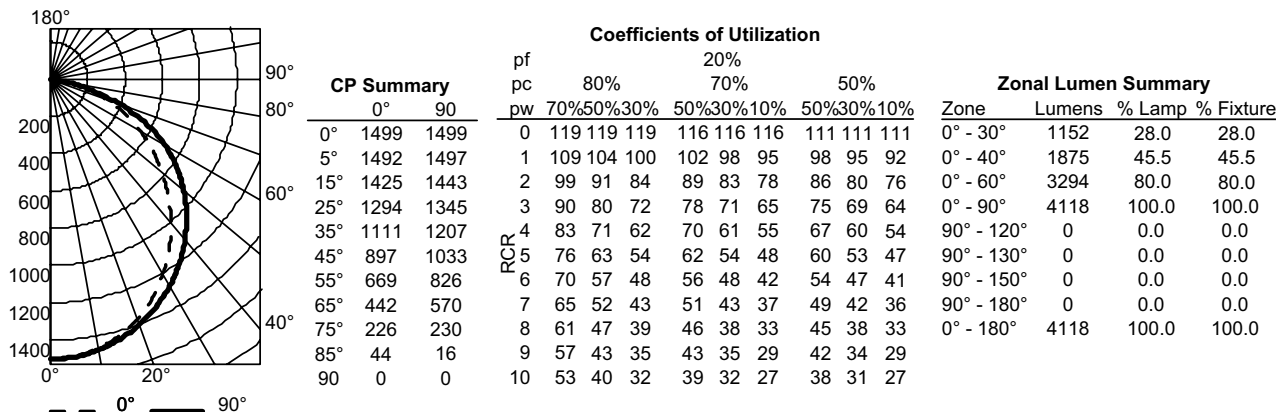 180°
90°
80°
60°
40°
200
400
600
800
1000
1200
1400
0° 20°
0° 90°
CP Summary
0° 90
0° 1499 1499
5° 1492 1497
15° 1425 1443
25° 1294 1345
35° 1111 1207
45° 897 1033
55° 669 826
65° 442 570
75° 226 230
85° 44 16
90 0 0
Coefficients of Utilization
pf 20%
pc 80% 70% 50%
pw 70%50%30% 50%30%10% 50%30%10%
RCR
0 119 119 119 116 116 116 111 111 111
1 109 104 100 102 98 95 98 95 92
2 99 91 84 89 83 78 86 80 76
3 90 80 72 78 71 65 75 69 64
4 83 71 62 70 61 55 67 60 54
5 76 63 54 62 54 48 60 53 47
6 70 57 48 56 48 42 54 47 41
7 65 52 43 51 43 37 49 42 36
8 61 47 39 46 38 33 45 38 33
9 57 43 35 43 35 29 42 34 29
10 53 40 32 39 32 27 38 31 27
Zonal Lumen Summary
Zone Lumens % Lamp % Fixture
0° - 30° 1152 28.0 28.0
0° - 40° 1875 45.5 45.5
0° - 60° 3294 80.0 80.0
0° - 90° 4118 100.0 100.0
90° - 120° 0 0.0 0.0
90° - 130° 0 0.0 0.0
90° - 150° 0 0.0 0.0
90° - 180° 0 0.0 0.0
0° - 180° 4118 100.0 100.0